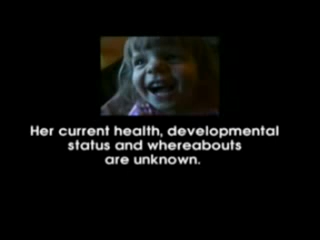 Her current health, developmental
status and whereabouts
are unknown.